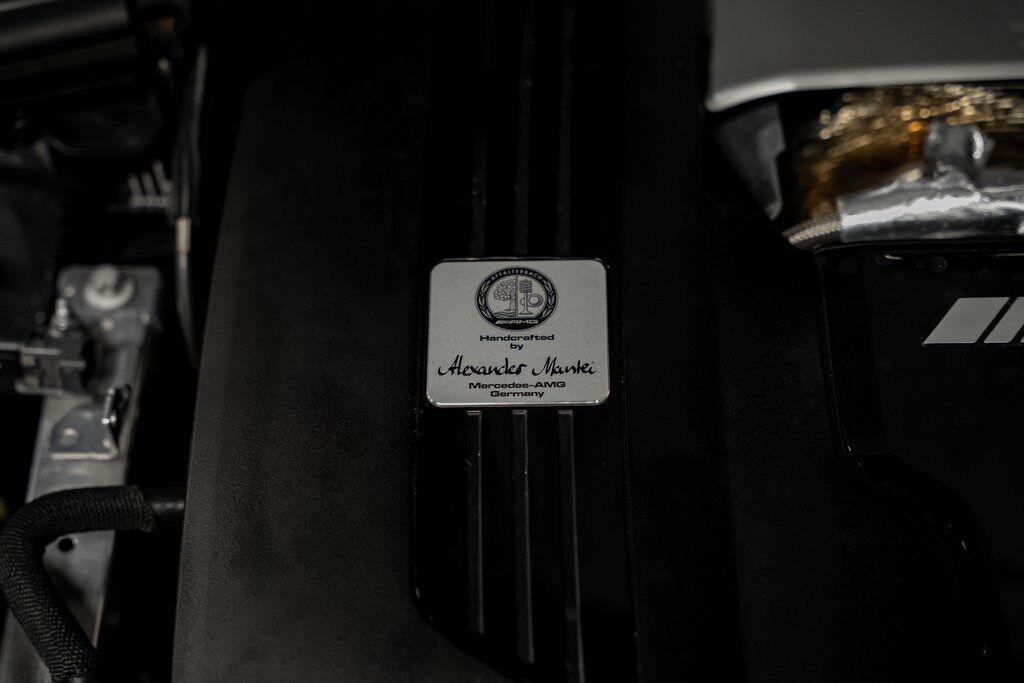 AFFALTERBACH
AMG
Handcrafted
by
Alexander Mantei
Mercedes-AMG
Germany